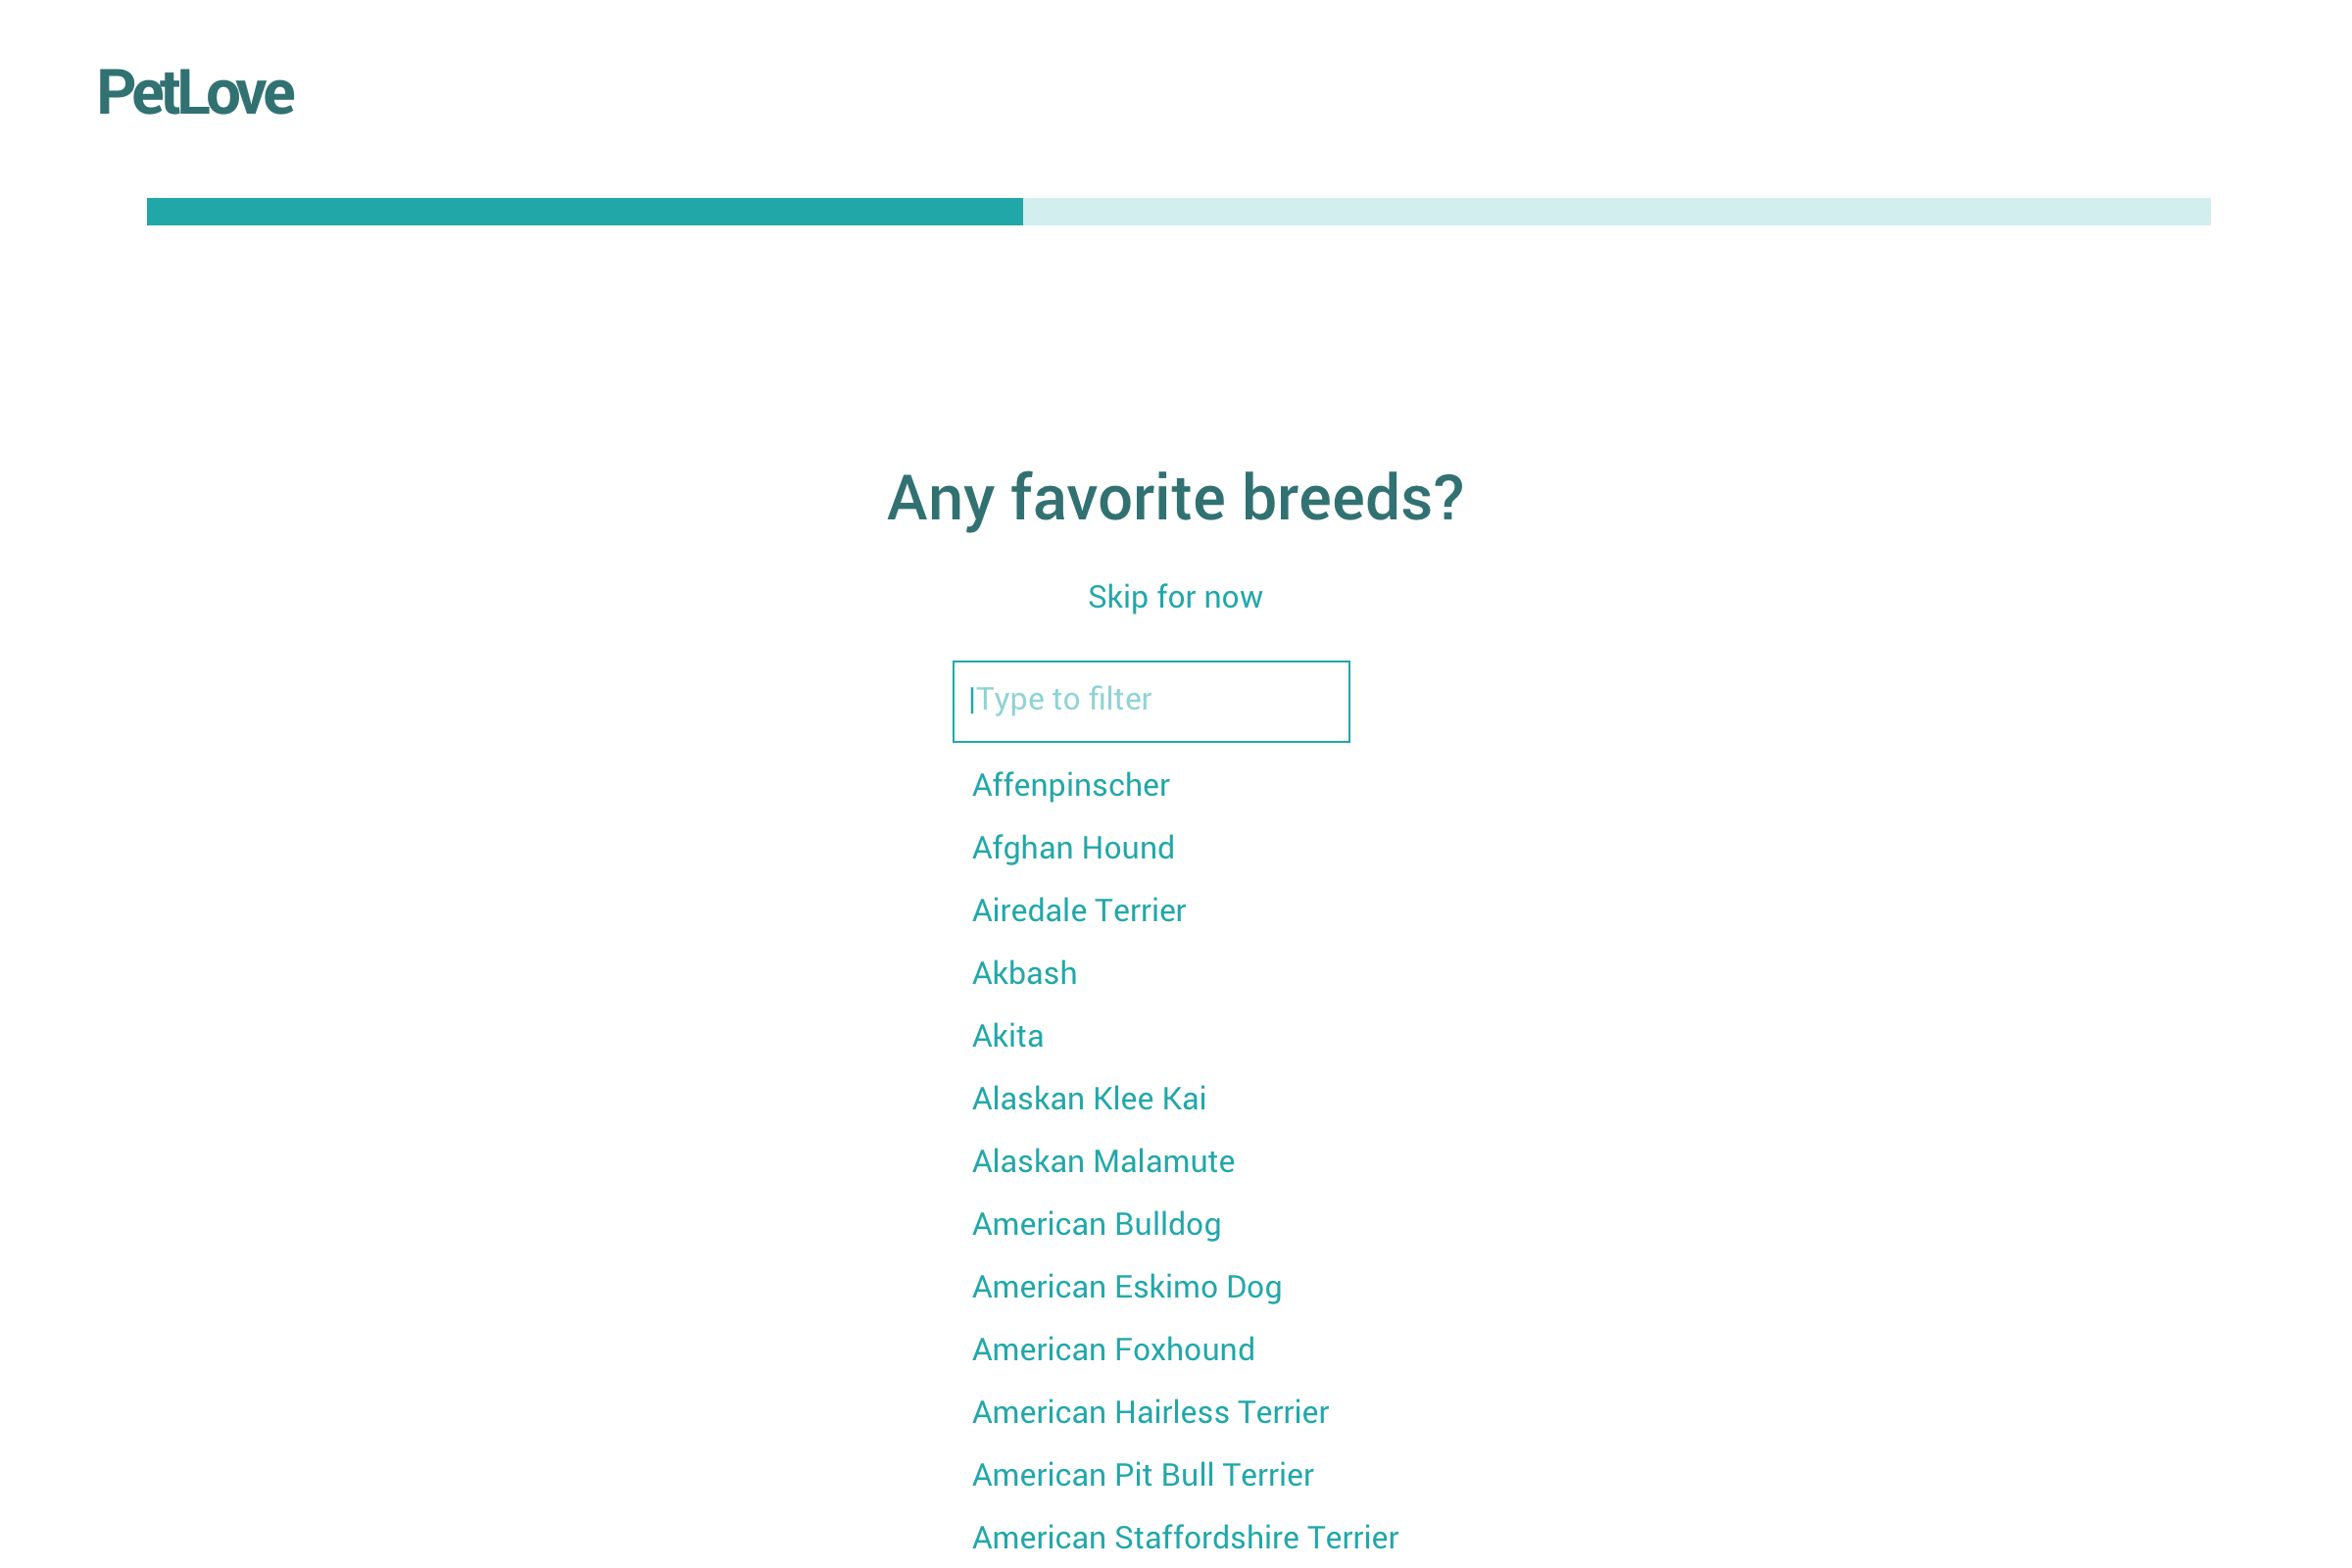 PetLove
Any favorite breeds?
Skip for now
Type to filter
Affenpinscher
Afghan Hound
Airedale Terrier
Akbash
Akita
Alaskan Klee Kai
Alaskan Malamute
American Bulldog
American Eskimo Dog
American Foxhound
American Hairless Terrier
American Pit Bull Terrier
American Staffordshire Terrier